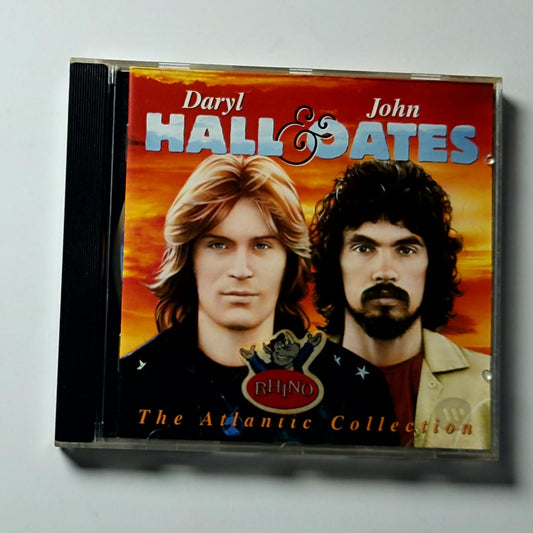 Daryl John
HALL & OATES
RHINO
The Atlantic Collection